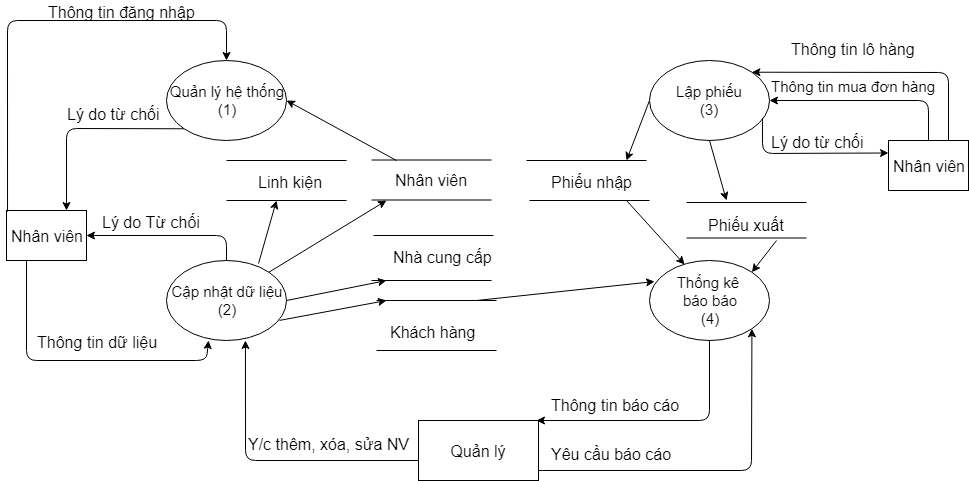 Thông tin đăng nhập
Thông tin lô hàng
Quản lý hệ thống
(1)
Lập phiếu
(3)
Thông tin mua đơn hàng
Lý do từ chối
Lý do từ chối
Nhân viên
Linh kiện
Nhân viên
Phiếu nhập
Phiếu xuất
Nhân viên
Lý do Từ chối
Nhà cung cấp
Cập nhật dữ liệu
(2)
Thống kê
báo báo
(4)
Khách hàng
Thông tin dữ liệu
Thông tin báo cáo
Y/c thêm, xóa, sửa NV
Quản lý
Yêu cầu báo cáo